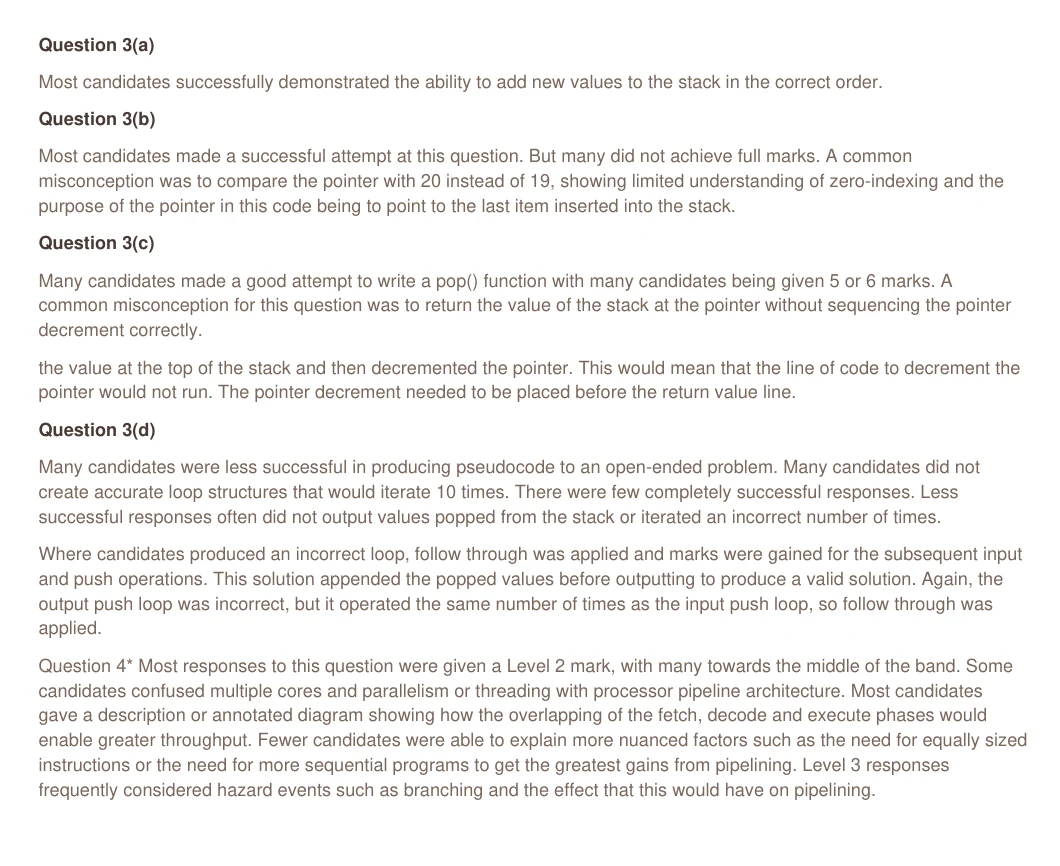 Question 3(a)
Most candidates successfully demonstrated the ability to add new values to the stack in the correct order.
Question 3(b)
Most candidates made a successful attempt at this question. But many did not achieve full marks. A common
misconception was to compare the pointer with 20 instead of 19, showing limited understanding of zero-indexing and the
purpose of the pointer in this code being to point to the last item inserted into the stack.
Question 3(c)
Many candidates made a good attempt to write a pop() function with many candidates being given 5 or 6 marks. A
common misconception for this question was to return the value of the stack at the pointer without sequencing the pointer
decrement correctly.
the value at the top of the stack and then decremented the pointer. This would mean that the line of code to decrement the
pointer would not run. The pointer decrement needed to be placed before the return value line.
Question 3(d)
Many candidates were less successful in producing pseudocode to an open-ended problem. Many candidates did not
create accurate loop structures that would iterate 10 times. There were few completely successful responses. Less
successful responses often did not output values popped from the stack or iterated an incorrect number of times.
Where candidates produced an incorrect loop, follow through was applied and marks were gained for the subsequent input
and push operations. This solution appended the popped values before outputting to produce a valid solution. Again, the
output push loop was incorrect, but it operated the same number of times as the input push loop, so follow through was
applied.
Question 4* Most responses to this question were given a Level 2 mark, with many towards the middle of the band. Some
candidates confused multiple cores and parallelism or threading with processor pipeline architecture. Most candidates
gave a description or annotated diagram showing how the overlapping of the fetch, decode and execute phases would
enable greater throughput. Fewer candidates were able to explain more nuanced factors such as the need for equally sized
instructions or the need for more sequential programs to get the greatest gains from pipelining. Level 3 responses
frequently considered hazard events such as branching and the effect that this would have on pipelining.